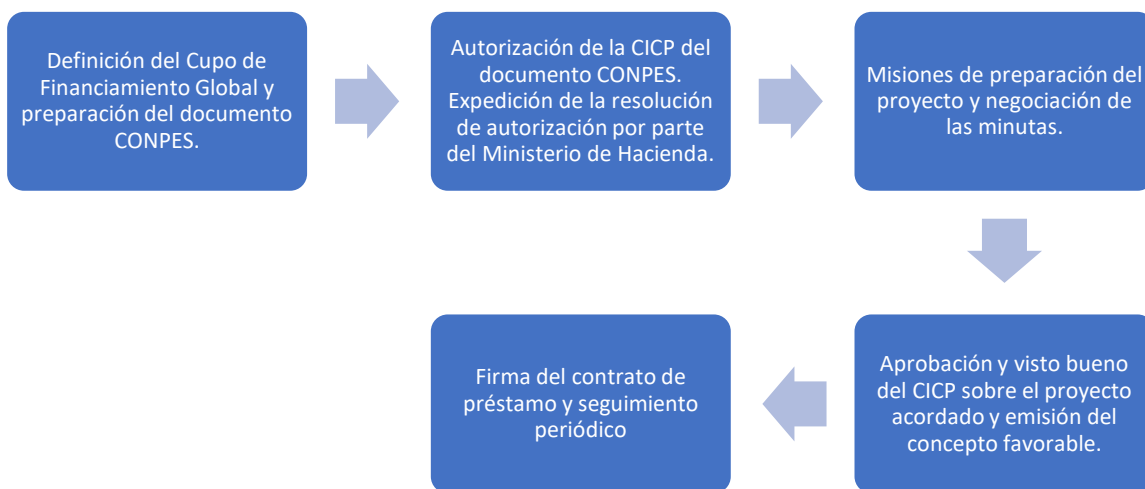 Definición del Cupo de
Financiamiento Global y
preparación del documento
CONPES.
Autorización de la CICP del
documento CONPES.
Expedición de la resolución
de autorización por parte
del Ministerio de Hacienda.
Misiones de preparación del
proyecto y negociación de
las minutas.
Aprobación y visto bueno
del CICP sobre el proyecto
acordado y emisión del
concepto favorable.
Firma del contrato de
préstamo y seguimiento
periódico